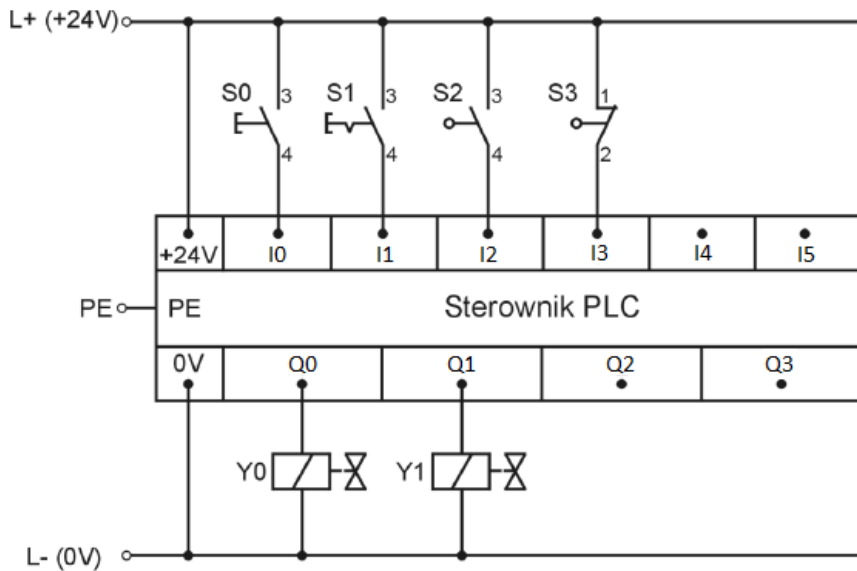 L+ (+24V)
S0 3 S1 3 S2 3 S3 1
4 4 4 2
+24V I0 I1 I2 I3 I4 I5
PE PE Sterownik PLC
0V Q0 Q1 Q2 Q3
Y0 Y1
L- (0V)